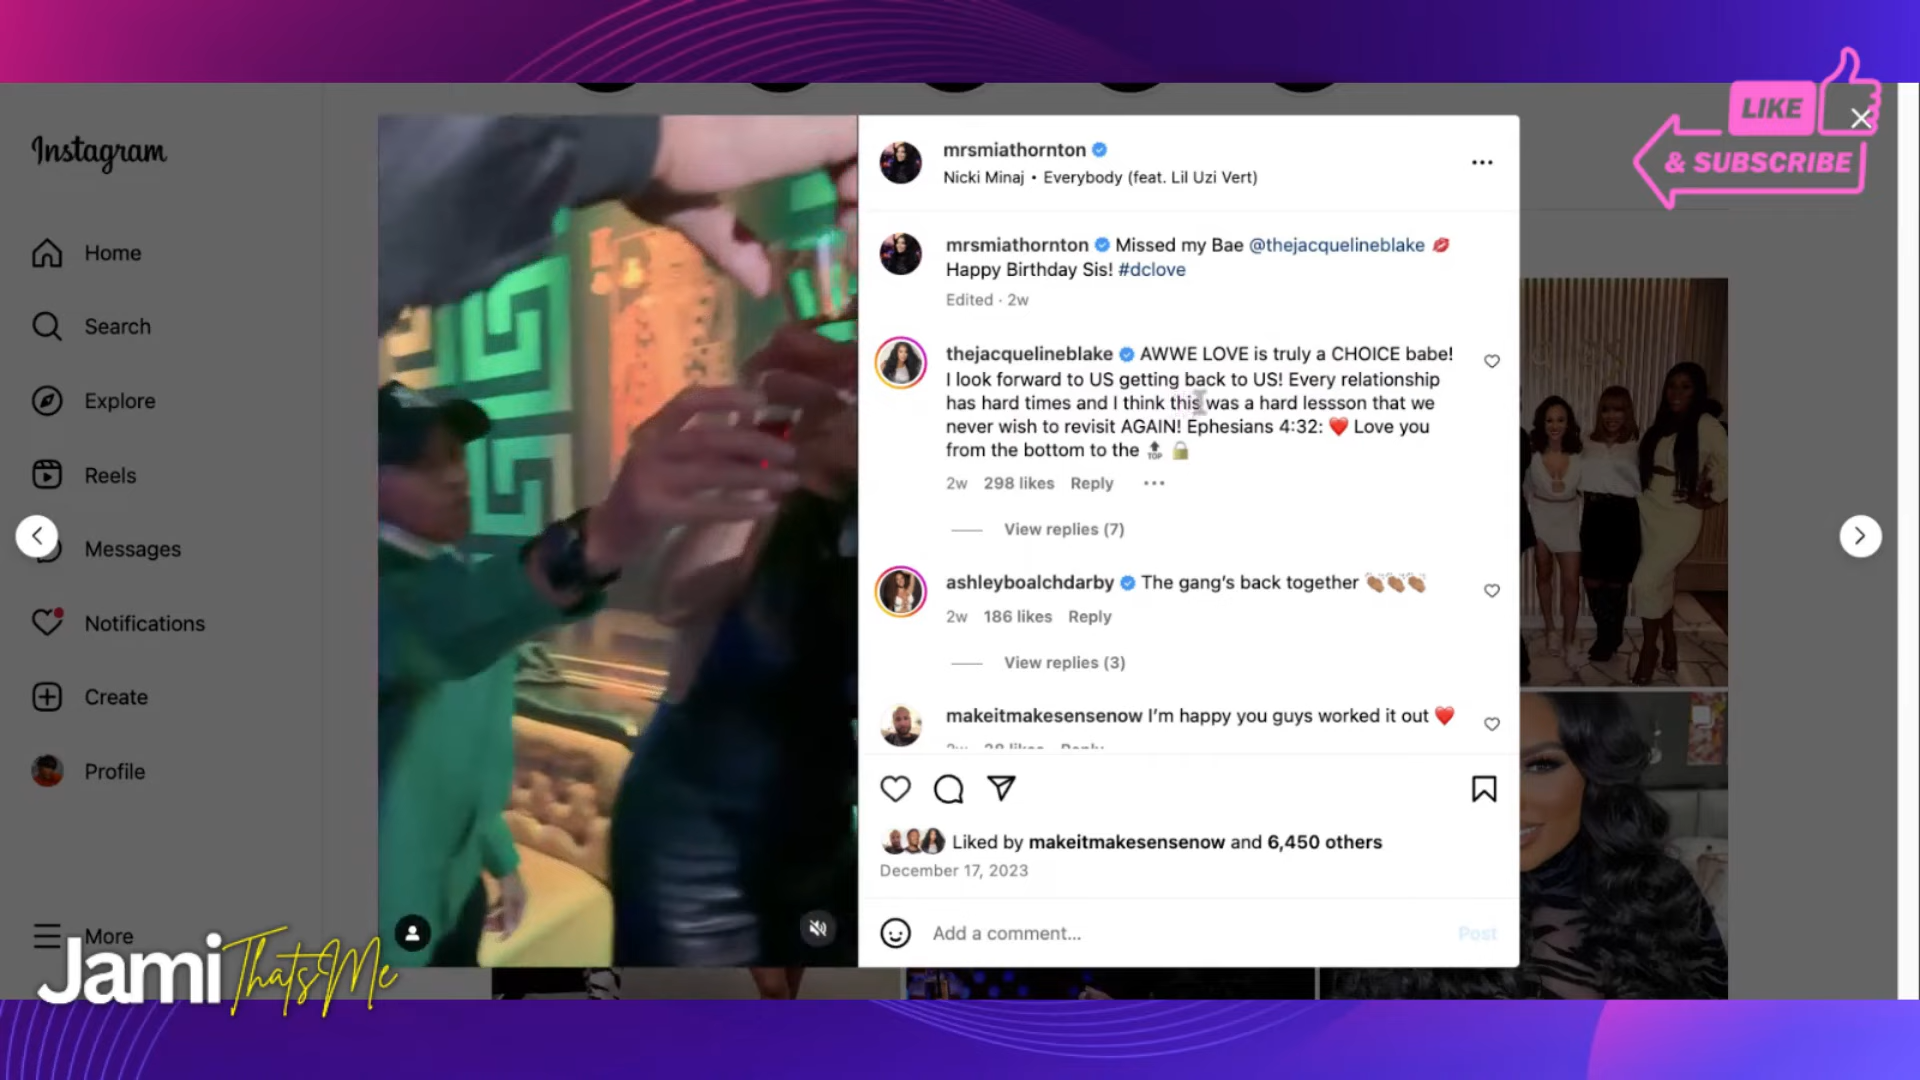 LIKE
& SUBSCRIBE
Instagram
Home
Search
Explore
Reels
Messages
Notifications
Create
Profile
More
mrsmiathornton
Nicki Minaj • Everybody (feat. Lil Uzi Vert)
mrsmiathornton Missed my Bae @thejacquelineblake 💋
Happy Birthday Sis! #dclove
Edited · 2w
thejacquelineblake AWWE LOVE is truly a CHOICE babe!
I look forward to US getting back to US! Every relationship
has hard times and I think this was a hard lessson that we
never wish to revisit AGAIN! Ephesians 4:32: ❤️ Love you
from the bottom to the 🔝 🔒
2w 298 likes Reply
View replies (7)
ashleyboalchdarby The gang's back together 👏🏽👏🏽👏🏽
2w 186 likes Reply
View replies (3)
makeitmakesensenow I'm happy you guys worked it out ❤️
2w 28 likes Reply
Liked by makeitmakesensenow and 6,450 others
December 17, 2023
Add a comment...
Post
Jami ThatsMe